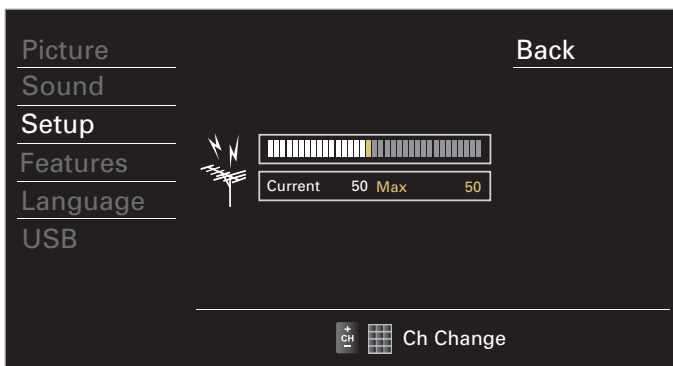 Picture
Sound
Setup
Features
Language
USB
Back
Current 50 Max 50
+
CH
−
Ch Change